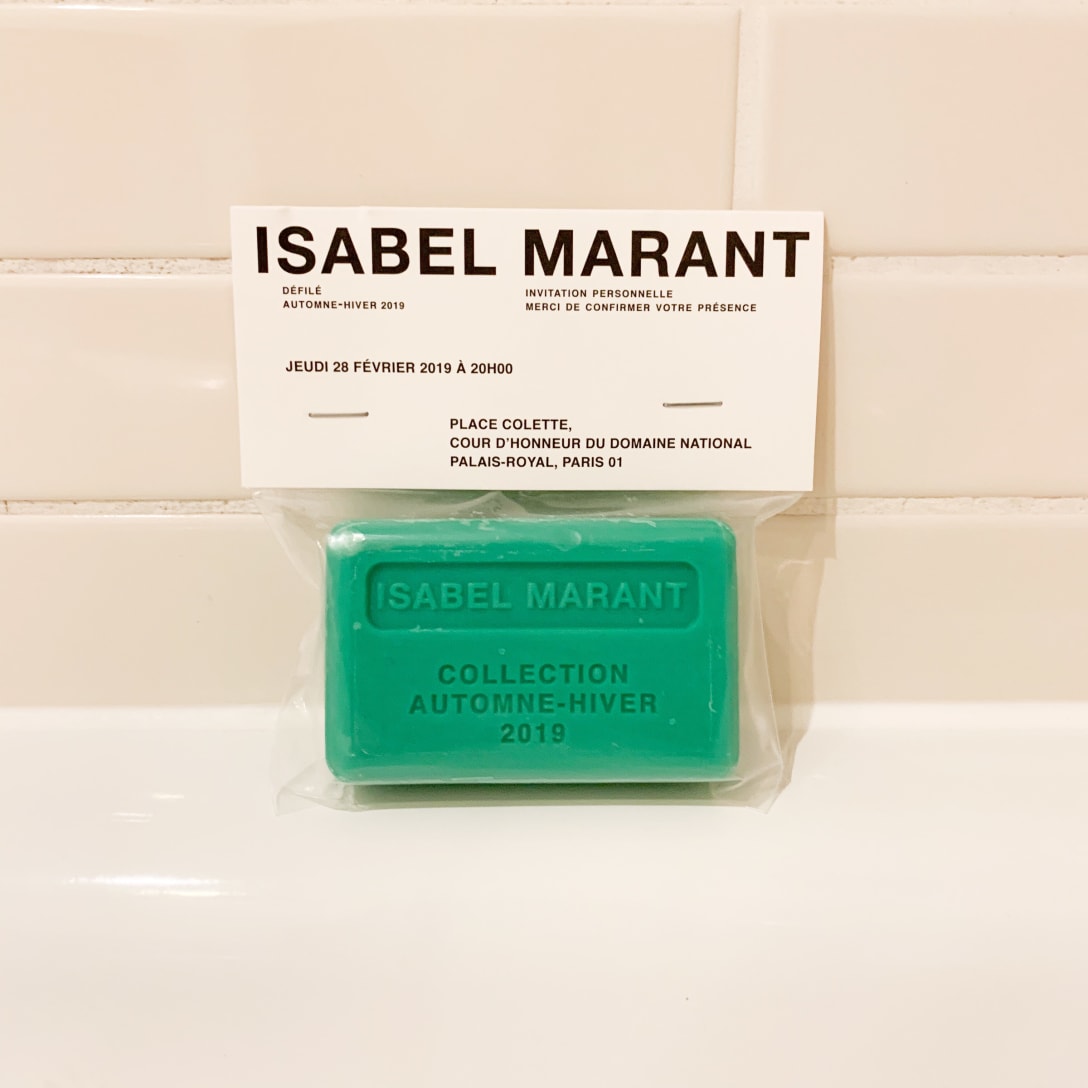 ISABEL MARANT
DÉFILÉ
AUTOMNE-HIVER 2019
INVITATION PERSONNELLE
MERCI DE CONFIRMER VOTRE PRÉSENCE
JEUDI 28 FÉVRIER 2019 À 20H00
PLACE COLETTE,
COUR D'HONNEUR DU DOMAINE NATIONAL
PALAIS-ROYAL, PARIS 01
ISABEL MARANT
COLLECTION
AUTOMNE-HIVER
2019